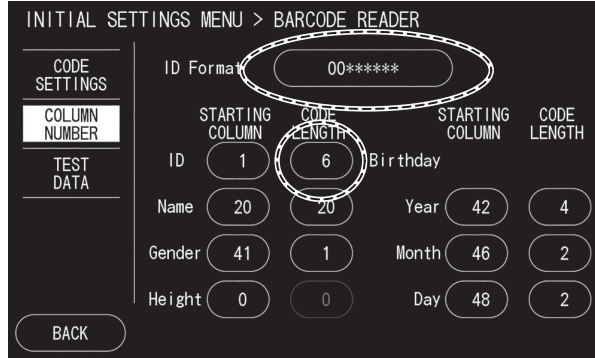 INITIAL SETTINGS MENU > BARCODE READER
CODE SETTINGS
COLUMN NUMBER
TEST DATA
BACK
ID Format 00******
STARTING COLUMN CODE LENGTH STARTING COLUMN CODE LENGTH
ID 1 6 Birthday
Name 20 20 Year 42 4
Gender 41 1 Month 46 2
Height 0 0 Day 48 2